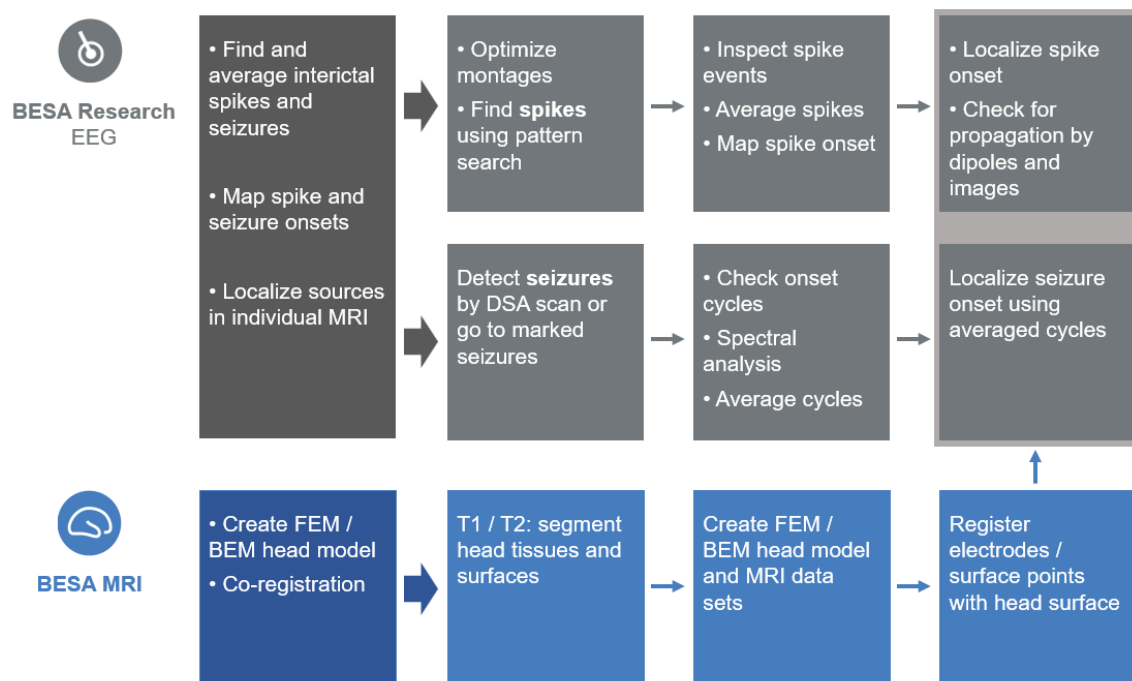 BESA Research
EEG
• Find and
average interictal
spikes and
seizures
• Map spike and
seizure onsets
• Localize sources
in individual MRI
• Optimize
montages
• Find spikes
using pattern
search
• Inspect spike
events
• Average spikes
• Map spike onset
• Localize spike
onset
• Check for
propagation by
dipoles and
images
Detect seizures
by DSA scan or
go to marked
seizures
• Check onset
cycles
• Spectral
analysis
• Average cycles
Localize seizure
onset using
averaged cycles
BESA MRI
• Create FEM /
BEM head model
• Co-registration
T1 / T2: segment
head tissues and
surfaces
Create FEM /
BEM head model
and MRI data
sets
Register
electrodes /
surface points
with head surface